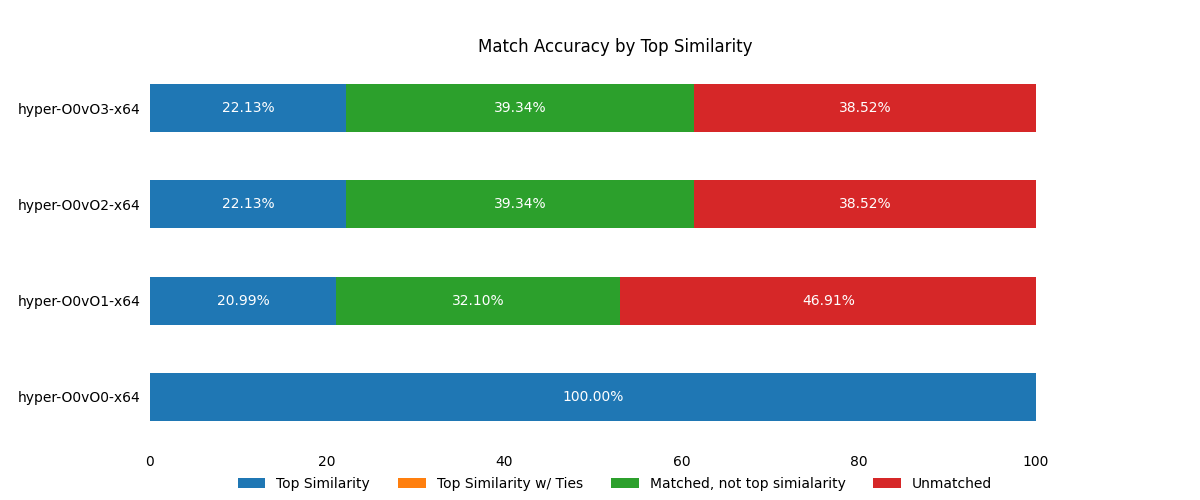 Match Accuracy by Top Similarity
hyper-O0vO3-x64
22.13%
39.34%
38.52%
hyper-O0vO2-x64
22.13%
39.34%
38.52%
hyper-O0vO1-x64
20.99%
32.10%
46.91%
hyper-O0vO0-x64
100.00%
0 20 40 60 80 100
Top Similarity Top Similarity w/ Ties Matched, not top simialarity Unmatched